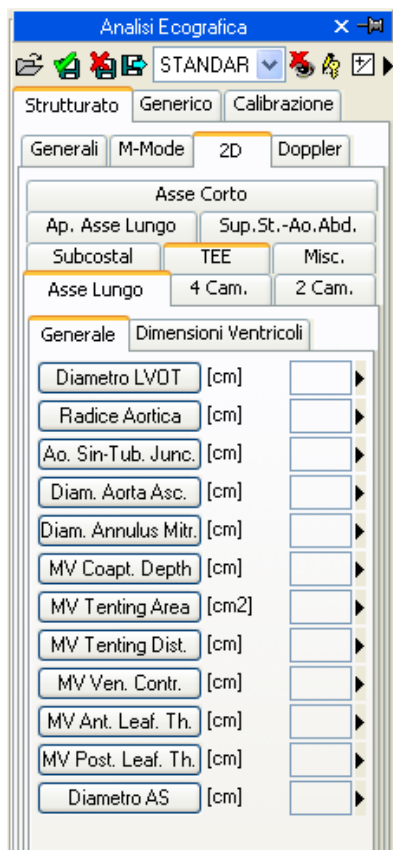 Analisi Ecografica
STANDAR
Strutturato Generico Calibrazione
Generali M-Mode 2D Doppler
Asse Corto
Ap. Asse Lungo Sup.St.-Ao.Abd.
Subcostal TEE Misc.
Asse Lungo 4 Cam. 2 Cam.
Generale Dimensioni Ventricoli
Diametro LVOT [cm]
Radice Aortica [cm]
Ao. Sin-Tub. Junc. [cm]
Diam. Aorta Asc. [cm]
Diam. Annulus Mitr. [cm]
MV Coapt. Depth [cm]
MV Tenting Area [cm2]
MV Tenting Dist. [cm]
MV Ven. Contr. [cm]
MV Ant. Leaf. Th. [cm]
MV Post. Leaf. Th. [cm]
Diametro AS [cm]